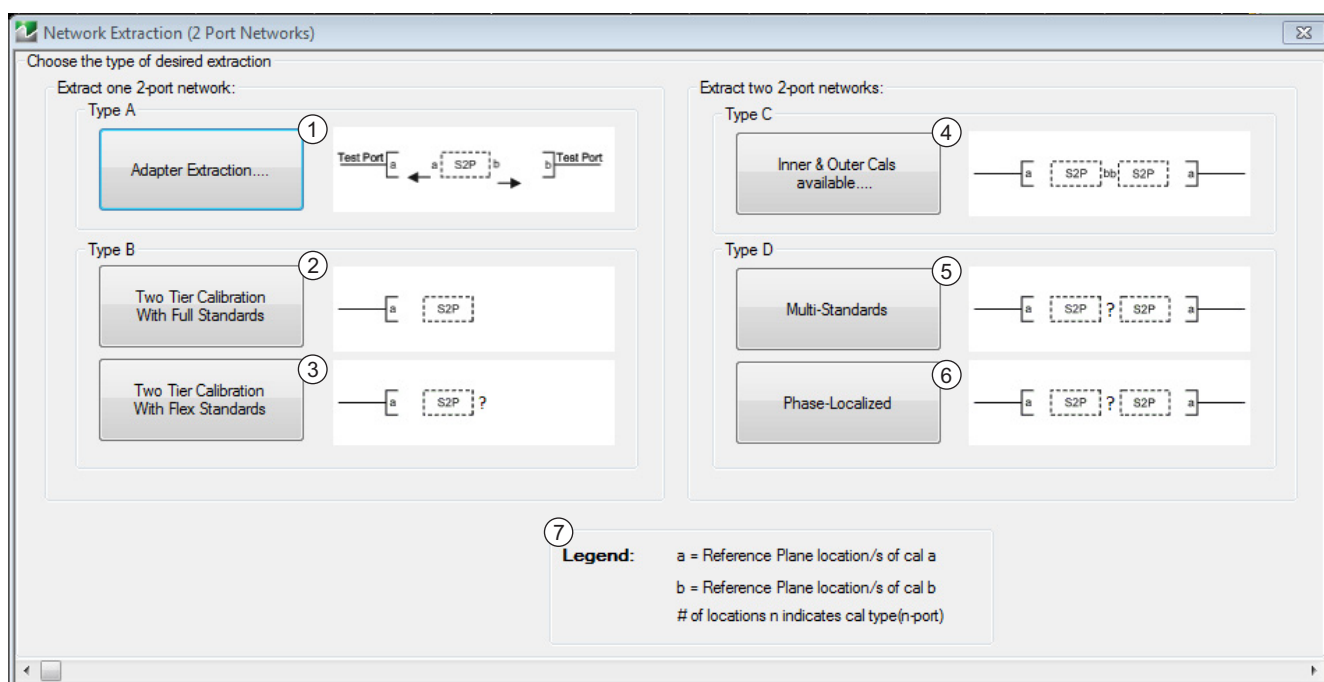 Network Extraction (2 Port Networks)
Choose the type of desired extraction
Extract one 2-port network:
Type A
1
Adapter Extraction....
Test Port a a S2P b b Test Port
Type B
2
Two Tier Calibration
With Full Standards
a S2P
3
Two Tier Calibration
With Flex Standards
a S2P ?
Extract two 2-port networks:
Type C
4
Inner & Outer Cals
available....
a S2P bb S2P a
Type D
5
Multi-Standards
a S2P ? S2P a
6
Phase-Localized
a S2P ? S2P a
7
Legend: a = Reference Plane location/s of cal a
b = Reference Plane location/s of cal b
# of locations n indicates cal type(n-port)